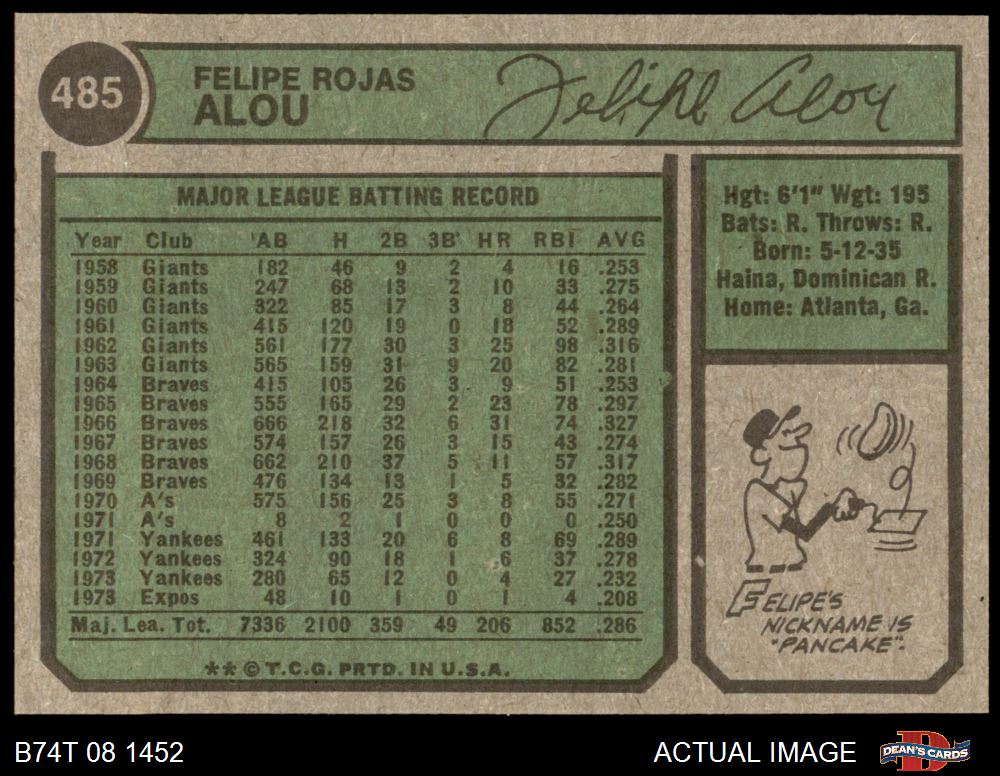 485
FELIPE ROJAS
ALOU
Felipe Alou
MAJOR LEAGUE BATTING RECORD
Year Club AB H 2B 3B HR RBI AVG
1958 Giants 182 46 9 2 4 16 .253
1959 Giants 247 68 13 2 10 33 .275
1960 Giants 322 85 17 3 8 44 .264
1961 Giants 415 120 19 0 18 52 .289
1962 Giants 561 177 30 3 25 98 .316
1963 Giants 565 159 31 9 20 82 .281
1964 Braves 415 105 26 3 9 51 .253
1965 Braves 555 165 29 2 23 78 .297
1966 Braves 666 218 32 6 31 74 .327
1967 Braves 574 157 26 3 15 43 .274
1968 Braves 662 210 37 5 11 57 .317
1969 Braves 476 134 13 1 5 32 .282
1970 A's 575 156 25 3 8 55 .271
1971 A's 8 2 1 0 0 0 .250
1971 Yankees 461 133 20 6 8 69 .289
1972 Yankees 324 90 18 1 6 37 .278
1973 Yankees 280 65 12 0 4 27 .232
1973 Expos 48 10 1 0 1 4 .208
Maj. Lea. Tot. 7336 2100 359 49 206 852 .286
** © T.C.G. PRTD. IN U.S.A.
Hgt: 6'1" Wgt: 195
Bats: R. Throws: R.
Born: 5-12-35
Haina, Dominican R.
Home: Atlanta, Ga.
FELIPE'S
NICKNAME IS
"PANCAKE".
B74T 08 1452
ACTUAL IMAGE
D
DEAN'S CARDS